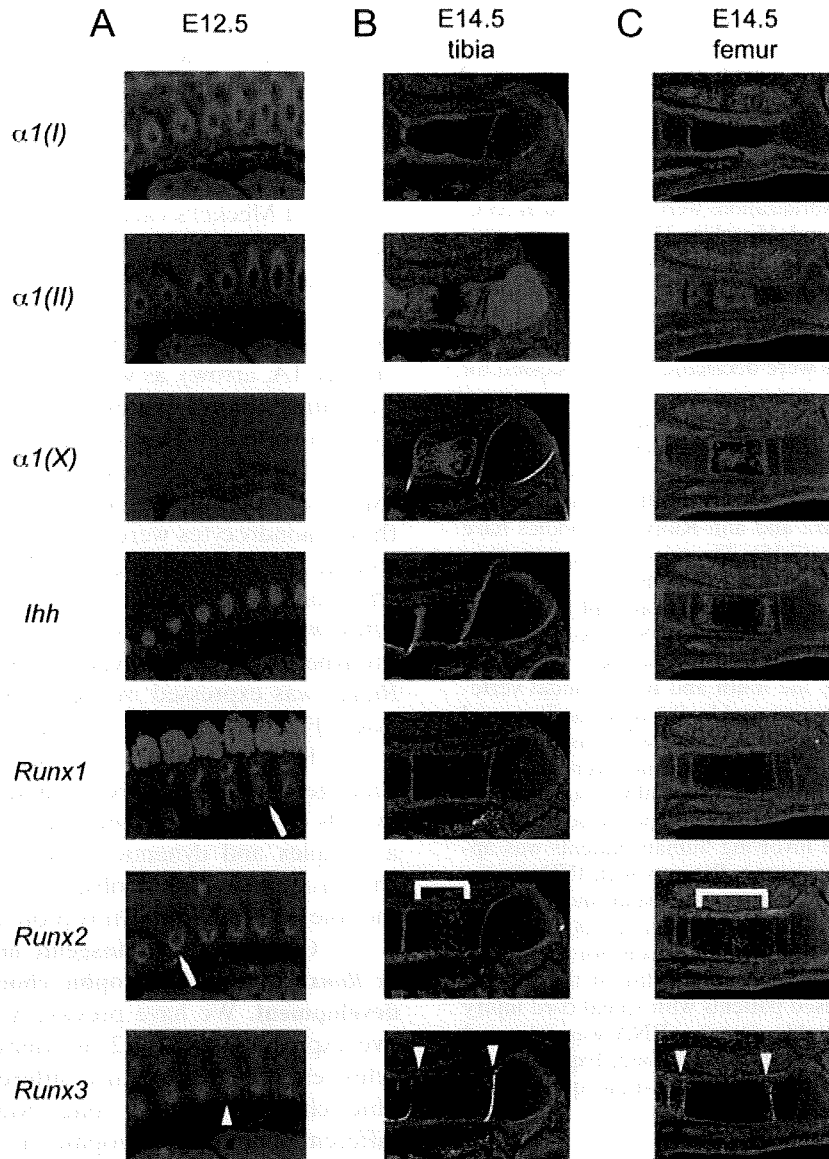 A E12.5 B E14.5 C E14.5
tibia femur
α1(I)
α1(II)
α1(X)
Ihh
Runx1
Runx2
Runx3